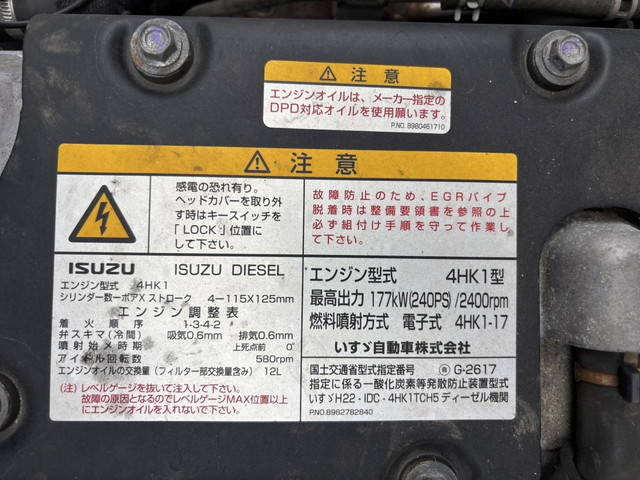 注意
エンジンオイルは、メーカー指定の
DPD対応オイルを使用願います。
P.NO. 8980461710
注意
感電の恐れ有り。
ヘッドカバーを取り外
す時はキースイッチを
「LOCK」位置に
して下さい。
故障防止のため、EGRパイプ
脱着時は整備要領書を参照の上
必ず組付け手順を守って作業し
て下さい。
ISUZU ISUZU DIESEL
エンジン型式 4HK1
シリンダー数－ボアXストローク 4－115X125mm
エンジン調整表
着火順序 1-3-4-2
弁スキマ(冷間) 吸気0.6mm 排気0.6mm
噴射始メ時期 上死点前 0°
アイドル回転数 580rpm
エンジンオイルの交換量(フィルター部交換量含み) 12L
(注)レベルゲージを抜いて注入して下さい。
故障の原因となるのでレベルゲージMAX位置以上
にエンジンオイルを入れないで下さい。
エンジン型式 4HK1型
最高出力 177kW(240PS)/2400rpm
燃料噴射方式 電子式 4HK1-17
いすゞ自動車株式会社
国土交通省型式指定番号 G-2617
指定に係る一酸化炭素等発散防止装置型式
いすゞH22・IDC・4HK1TCH5 ディーゼル機関
P.NO.8982782840